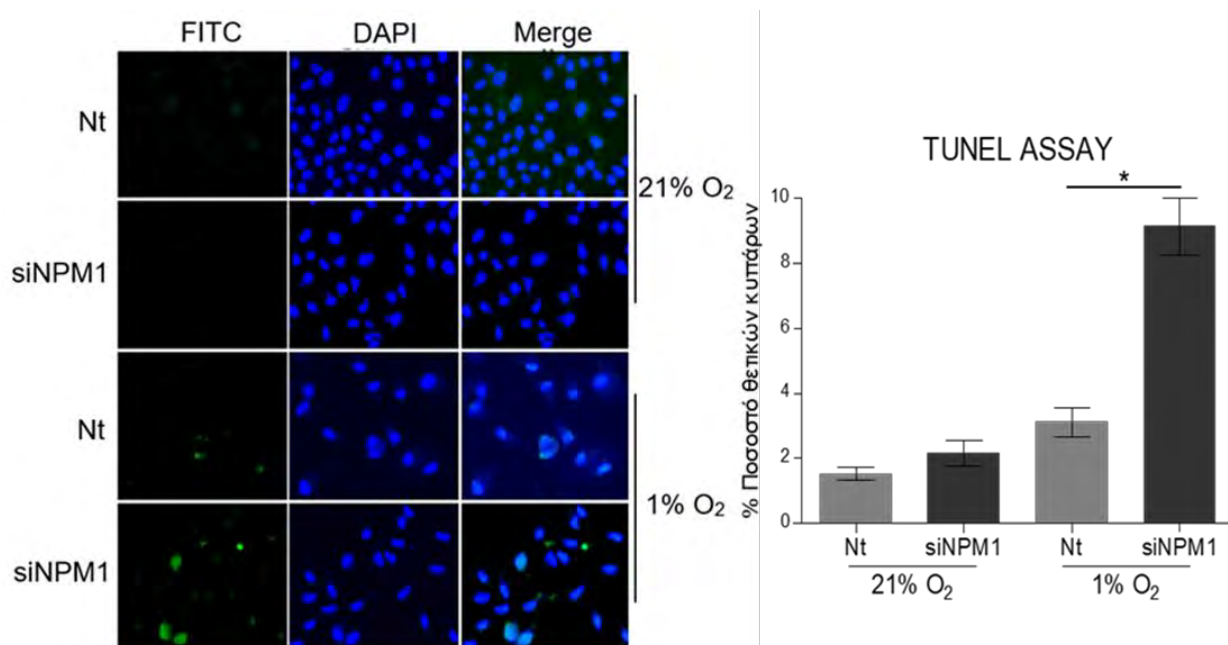 FITC DAPI Merge
Nt
21% O₂
siNPM1
Nt
1% O₂
siNPM1
TUNEL ASSAY
*
% Ποσοστό θετικών κυττάρων
10
8
6
4
2
0
Nt siNPM1 Nt siNPM1
21% O₂ 1% O₂